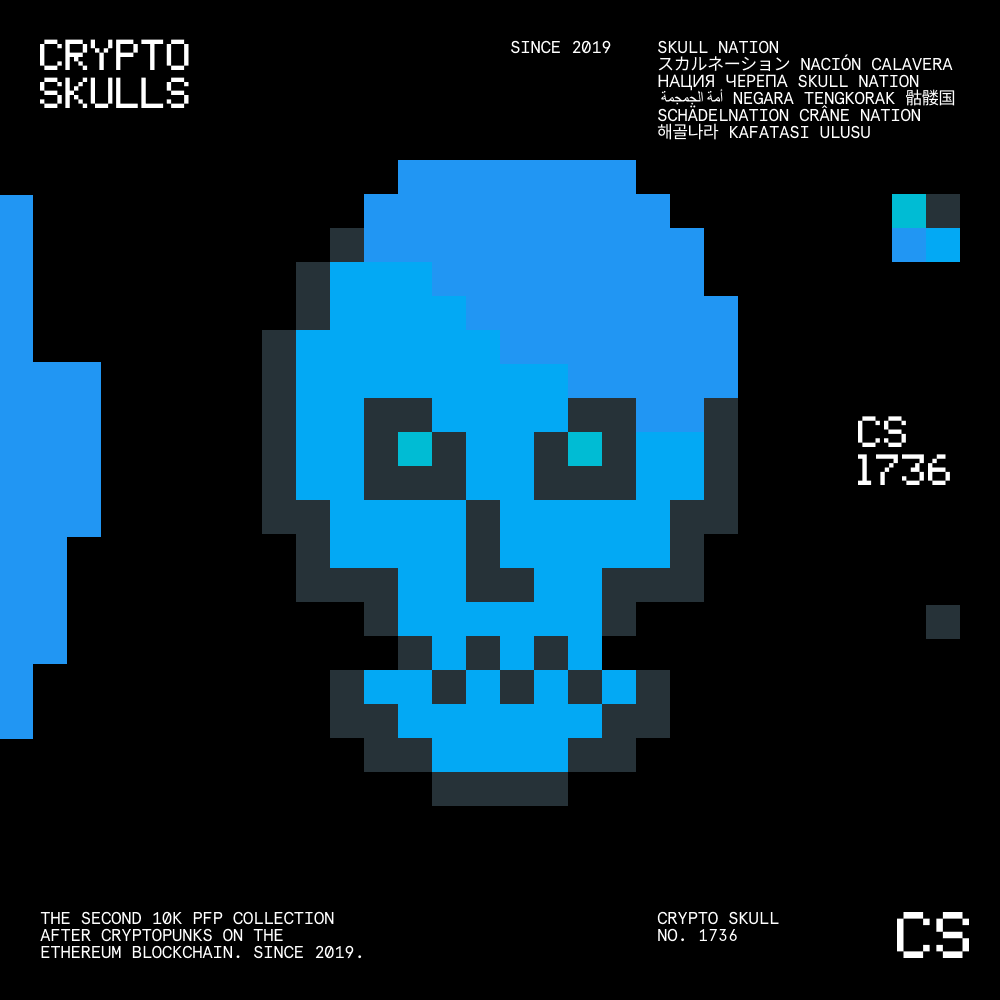 CRYPTO
SKULLS
SINCE 2019
SKULL NATION
スカルネーション NACIÓN CALAVERA
НАЦИЯ ЧЕРЕПА SKULL NATION
أمة الجمجمة NEGARA TENGKORAK 骷髅国
SCHÄDELNATION CRÂNE NATION
해골나라 KAFATASI ULUSU
CS
1736
THE SECOND 10K PFP COLLECTION
AFTER CRYPTOPUNKS ON THE
ETHEREUM BLOCKCHAIN. SINCE 2019.
CRYPTO SKULL
NO. 1736
CS